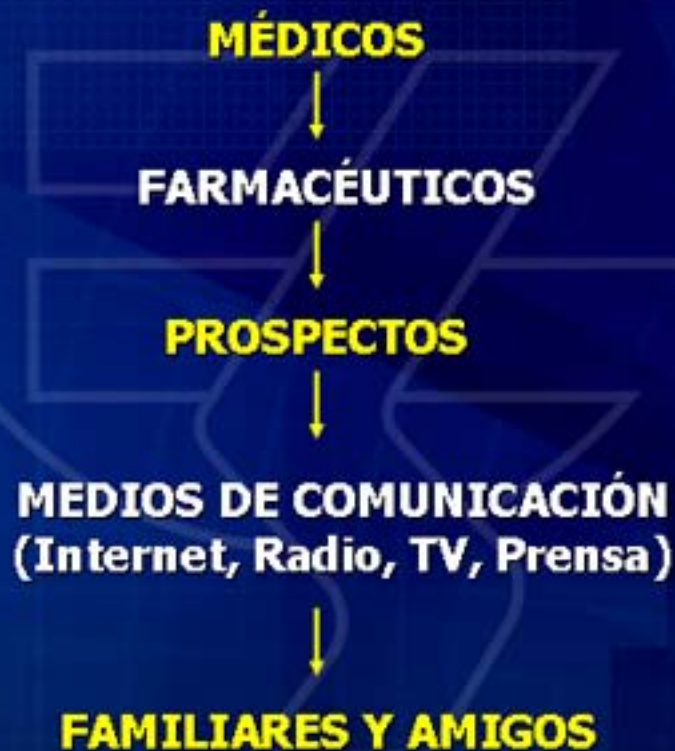 MÉDICOS
FARMACÉUTICOS
PROSPECTOS
MEDIOS DE COMUNICACIÓN
(Internet, Radio, TV, Prensa)
FAMILIARES Y AMIGOS